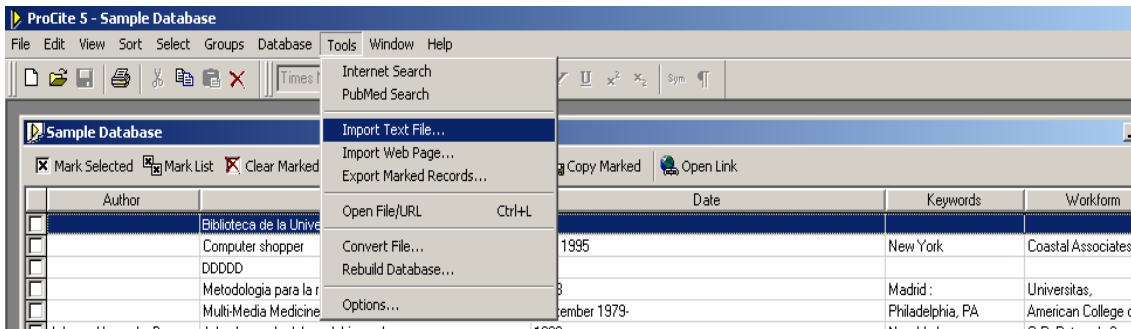 ProCite 5 - Sample Database
File Edit View Sort Select Groups Database Tools Window Help
Times
Sym
Internet Search
PubMed Search
Import Text File...
Import Web Page...
Export Marked Records...
Open File/URL Ctrl+L
Convert File...
Rebuild Database...
Options...
Sample Database
Mark Selected Mark List Clear Marked Copy Marked Open Link
Author Date Keywords Workform
Biblioteca de la Unive
Computer shopper 1995 New York Coastal Associates
DDDDD
Metodologia para la r Madrid : Universitas,
Multi-Media Medicine ember 1979- Philadelphia, PA American College